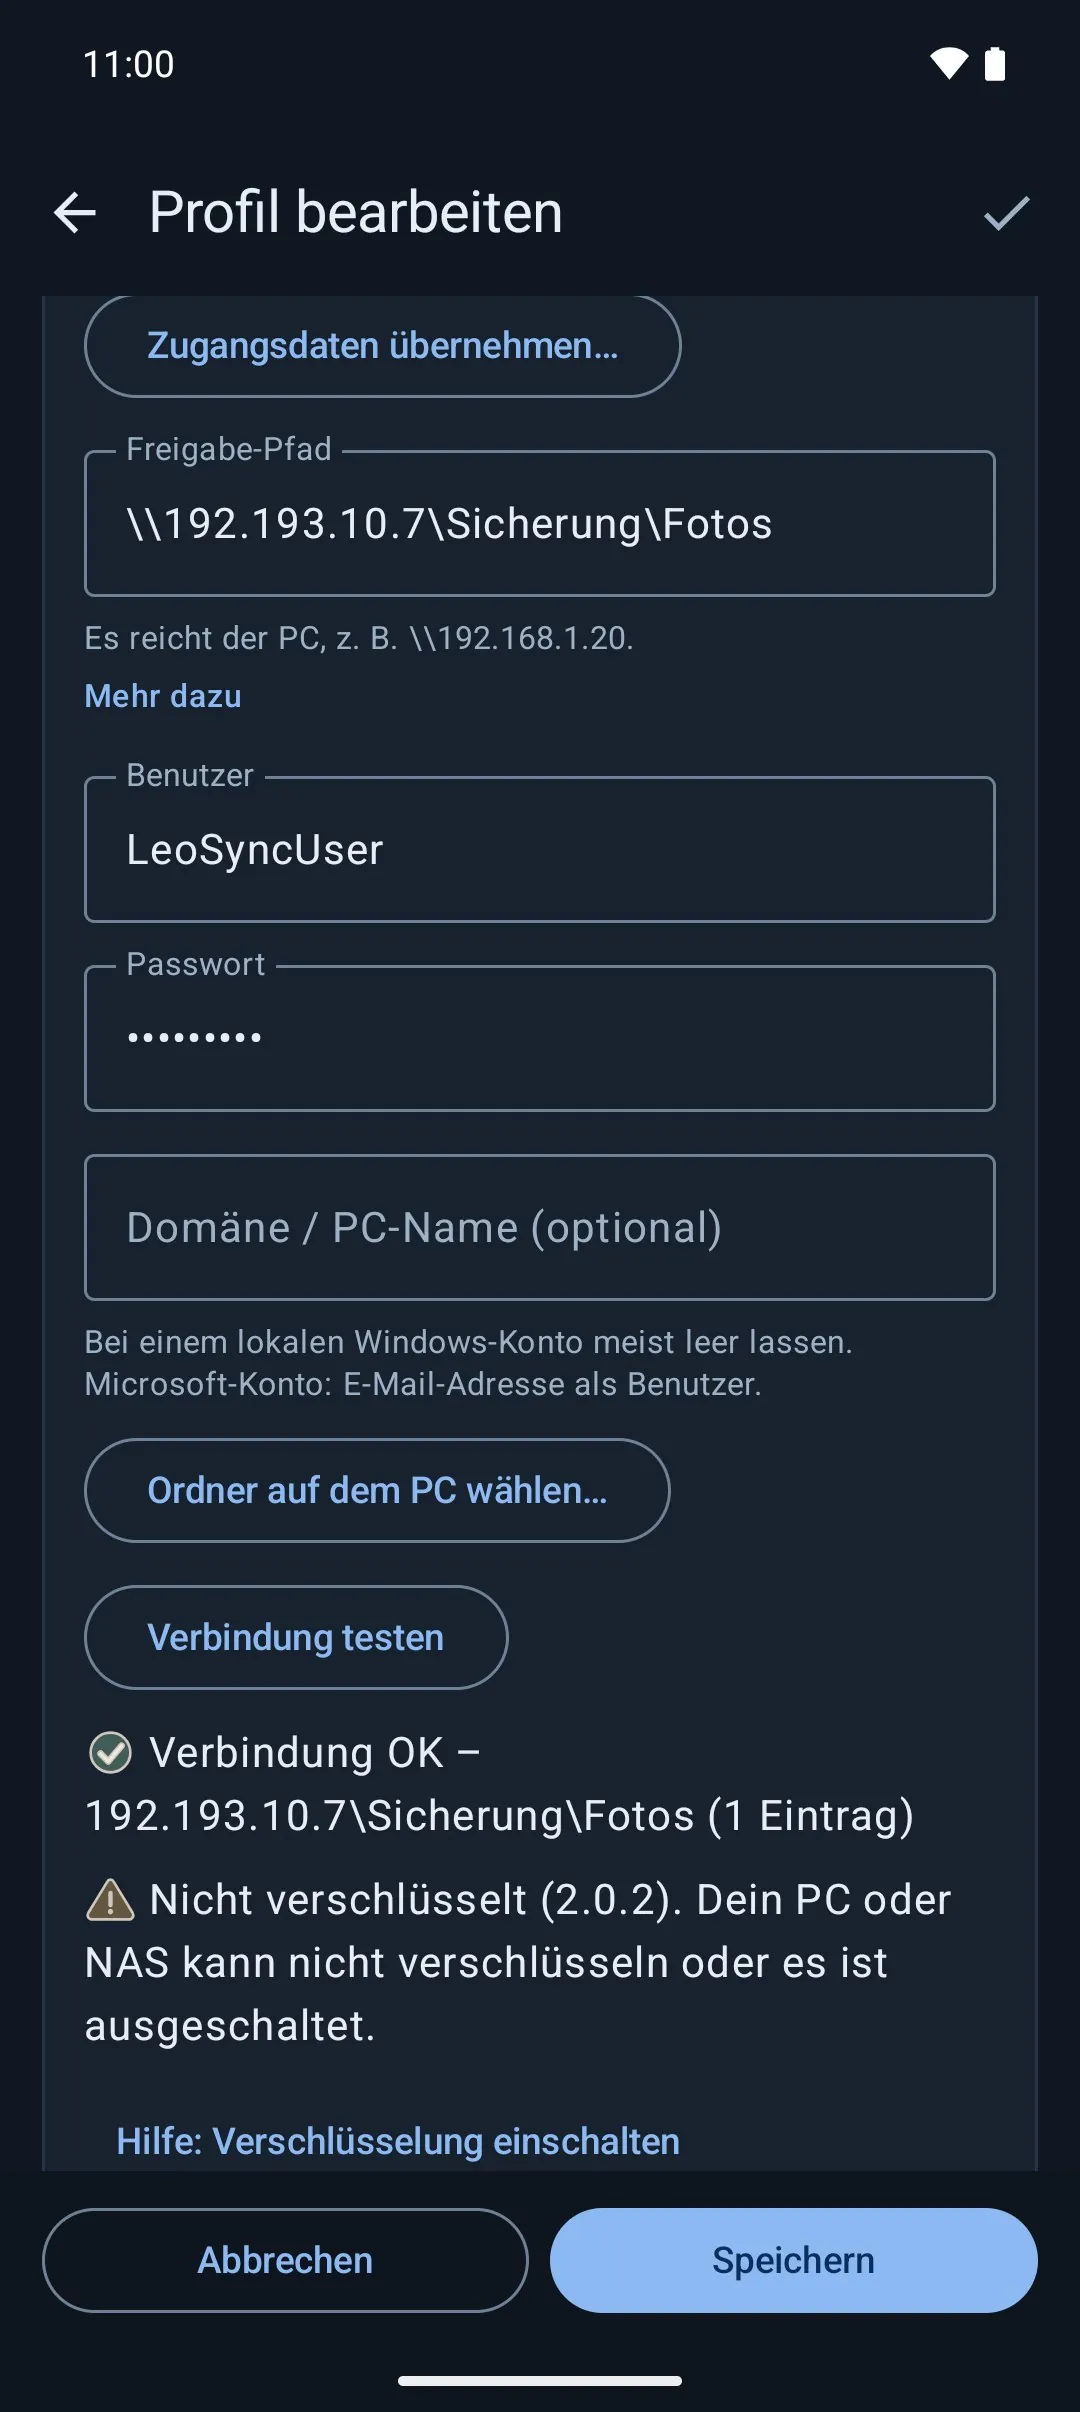 11:00
Profil bearbeiten
Zugangsdaten übernehmen…
Freigabe-Pfad
\\192.193.10.7\Sicherung\Fotos
Es reicht der PC, z. B. \\192.168.1.20.
Mehr dazu
Benutzer
LeoSyncUser
Passwort
•••••••••
Domäne / PC-Name (optional)
Bei einem lokalen Windows-Konto meist leer lassen.
Microsoft-Konto: E-Mail-Adresse als Benutzer.
Ordner auf dem PC wählen…
Verbindung testen
Verbindung OK –
192.193.10.7\Sicherung\Fotos (1 Eintrag)
Nicht verschlüsselt (2.0.2). Dein PC oder
NAS kann nicht verschlüsseln oder es ist
ausgeschaltet.
Hilfe: Verschlüsselung einschalten
Abbrechen
Speichern